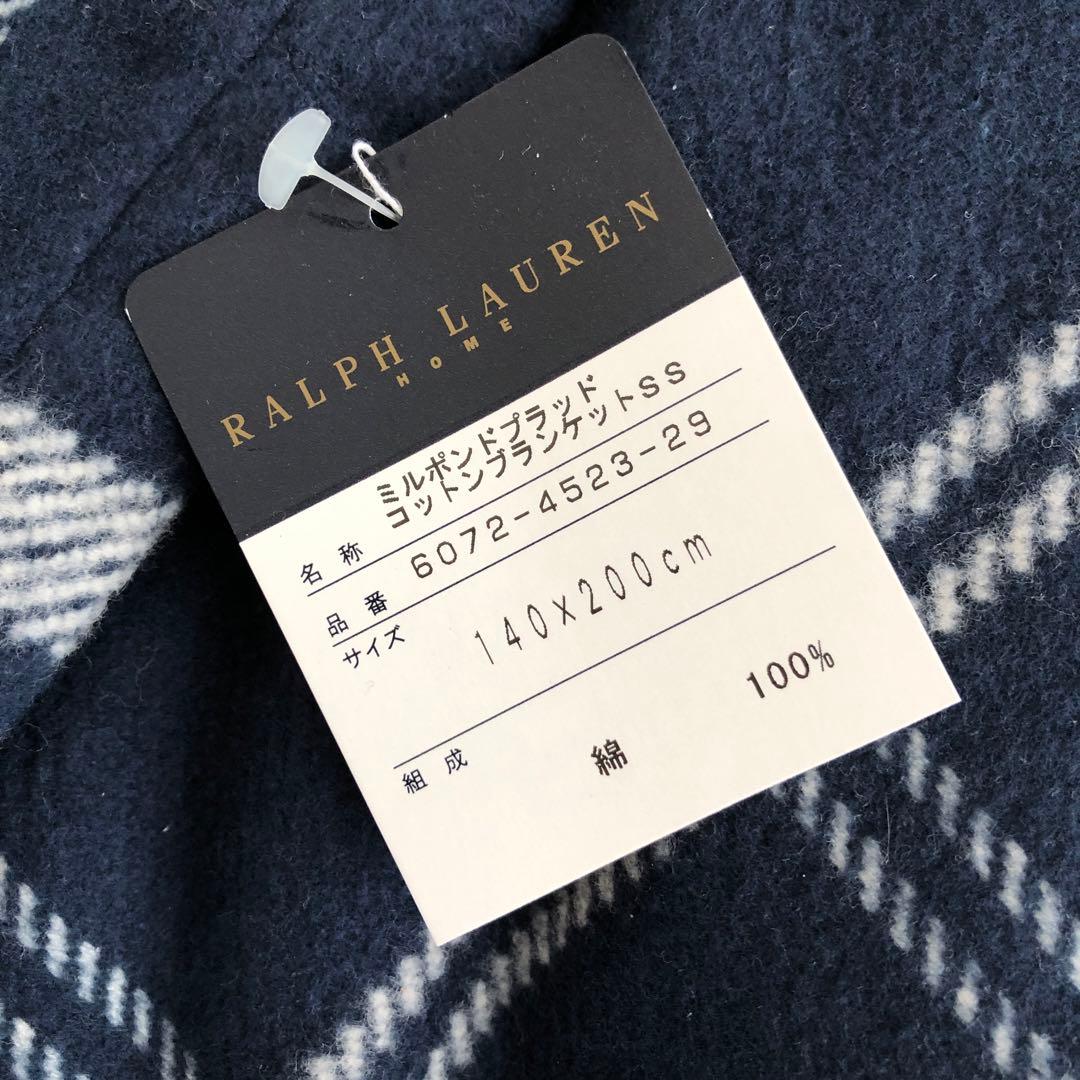 RALPH LAUREN
HOME
名称 ミルポンドプラッド
コットンブランケットSS
品番 6072-4523-29
サイズ 140x200cm
組成 綿 100%